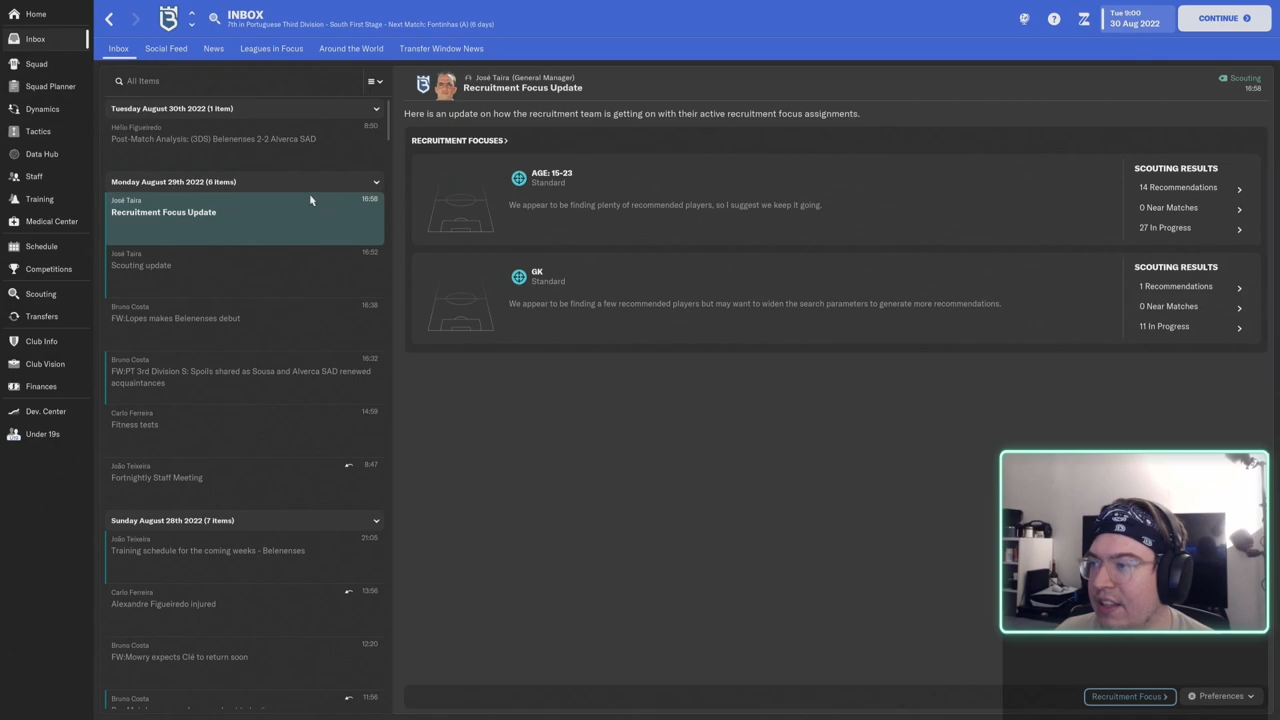 Home
Inbox
Squad
Squad Planner
Dynamics
Tactics
Data Hub
Staff
Training
Medical Center
Schedule
Competitions
Scouting
Transfers
Club Info
Club Vision
Finances
Dev. Center
Under 19s
INBOX
7th in Portuguese Third Division - South First Stage - Next Match: Fontinhas (A) (6 days)
Tue 9:00
30 Aug 2022
CONTINUE
Inbox
Social Feed
News
Leagues in Focus
Around the World
Transfer Window News
All Items
Tuesday August 30th 2022 (1 item)
Hélio Figueiredo 8:50
Post-Match Analysis: (3DS) Belenenses 2-2 Alverca SAD
Monday August 29th 2022 (6 items)
José Taira 16:58
Recruitment Focus Update
José Taira 16:52
Scouting update
Bruno Costa 16:38
FW:Lopes makes Belenenses debut
Bruno Costa 16:32
FW:PT 3rd Division S: Spoils shared as Sousa and Alverca SAD renewed
acquaintances
Carlo Ferreira 14:59
Fitness tests
João Teixeira 8:47
Fortnightly Staff Meeting
Sunday August 28th 2022 (7 items)
João Teixeira 21:05
Training schedule for the coming weeks - Belenenses
Carlo Ferreira 13:56
Alexandre Figueiredo injured
Bruno Costa 12:20
FW:Mowry expects Clé to return soon
Bruno Costa 11:56
José Taira (General Manager)
Recruitment Focus Update
Scouting
16:58
Here is an update on how the recruitment team is getting on with their active recruitment focus assignments.
RECRUITMENT FOCUSES
AGE: 15-23
Standard
We appear to be finding plenty of recommended players, so I suggest we keep it going.
SCOUTING RESULTS
14 Recommendations
0 Near Matches
27 In Progress
GK
Standard
We appear to be finding a few recommended players but may want to widen the search parameters to generate more recommendations.
SCOUTING RESULTS
1 Recommendations
0 Near Matches
11 In Progress
Recruitment Focus
Preferences